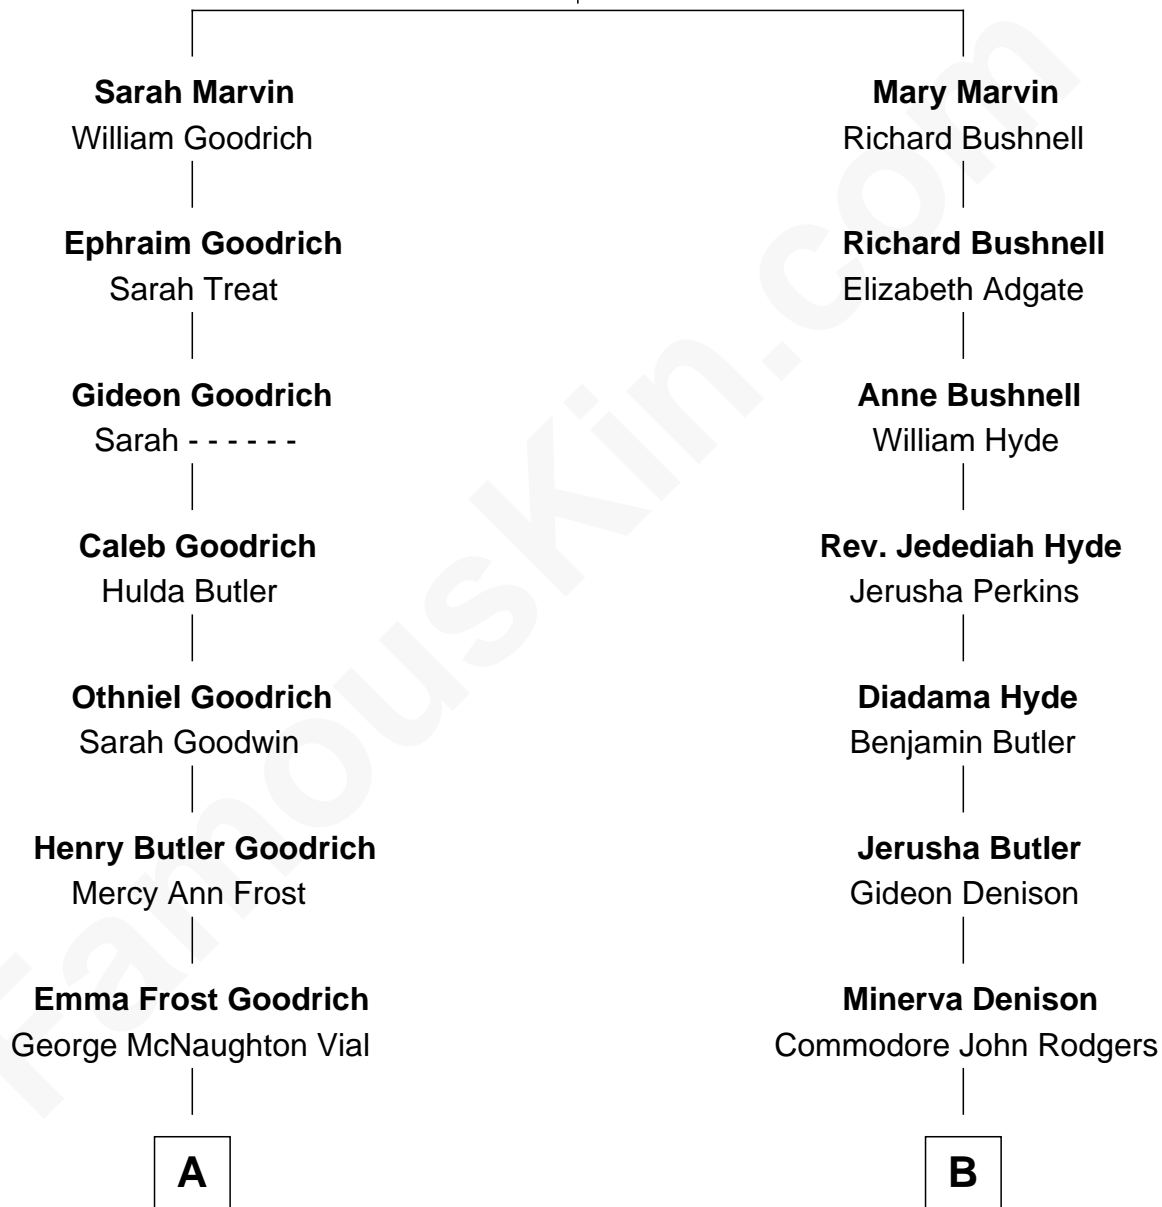 Sarah Marvin
William Goodrich
Ephraim Goodrich
Sarah Treat
Gideon Goodrich
Sarah - - - - - -
Caleb Goodrich
Hulda Butler
Othniel Goodrich
Sarah Goodwin
Henry Butler Goodrich
Mercy Ann Frost
Emma Frost Goodrich
George McNaughton Vial
A
Mary Marvin
Richard Bushnell
Richard Bushnell
Elizabeth Adgate
Anne Bushnell
William Hyde
Rev. Jedediah Hyde
Jerusha Perkins
Diadama Hyde
Benjamin Butler
Jerusha Butler
Gideon Denison
Minerva Denison
Commodore John Rodgers
B
FamousKin.com